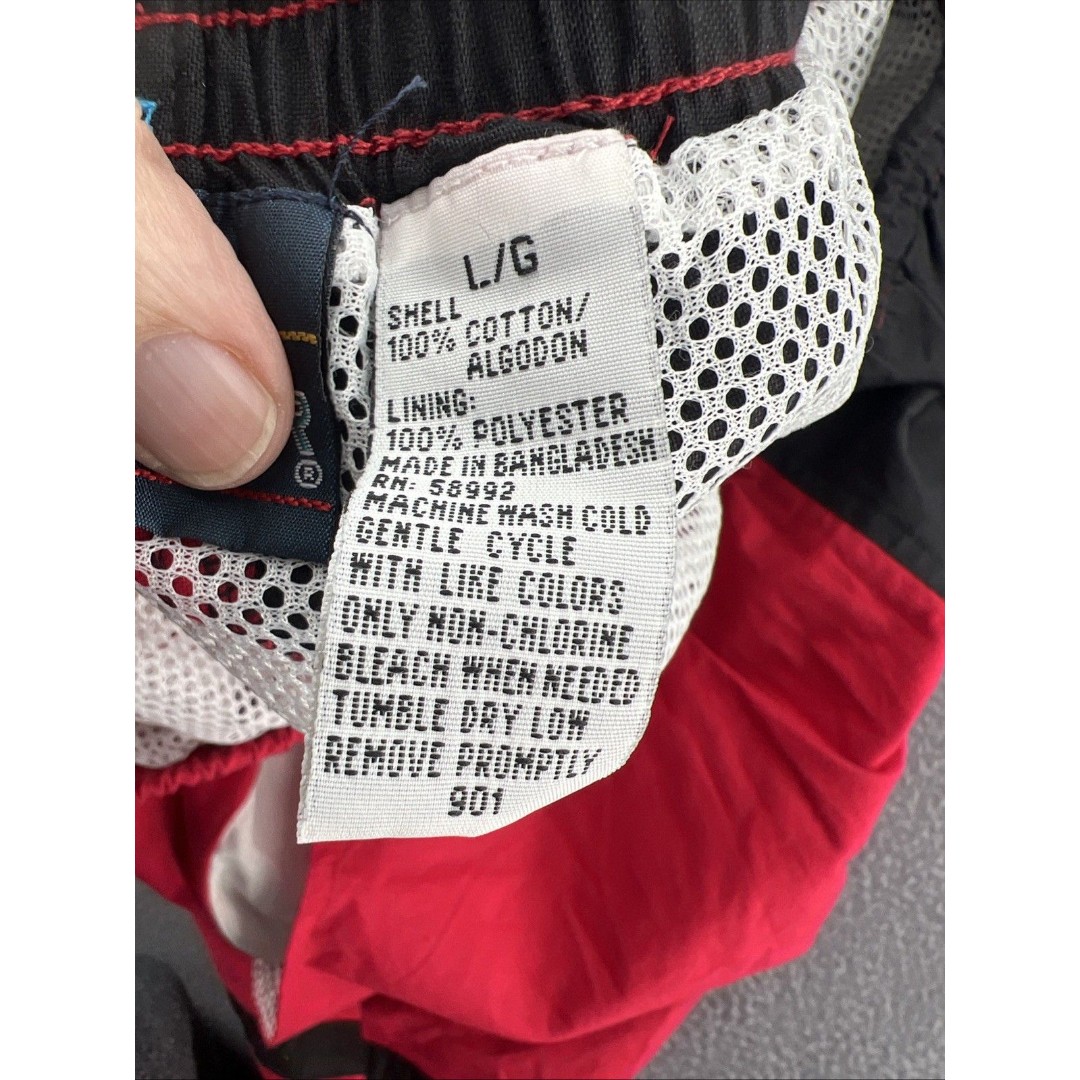 L/G
SHELL
100% COTTON/
ALGODON
LINING:
100% POLYESTER
MADE IN BANGLADESH
RN: 58992
MACHINE WASH COLD
GENTLE CYCLE
WITH LIKE COLORS
ONLY NON-CHLORINE
BLEACH WHEN NEEDED
TUMBLE DRY LOW
REMOVE PROMPTLY
901
R®